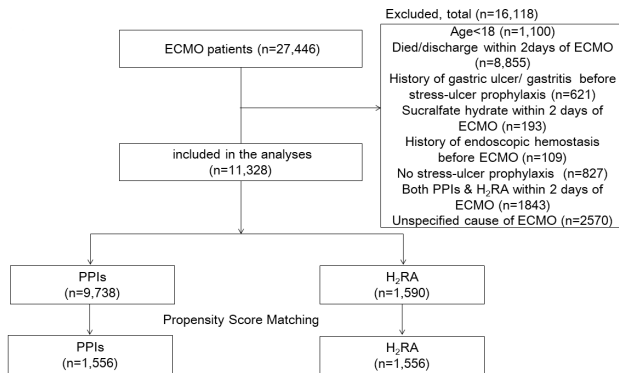 Excluded, total (n=16,118)
ECMO patients (n=27,446)
Age<18 (n=1,100)
Died/discharge within 2days of ECMO
(n=8,855)
History of gastric ulcer/ gastritis before
stress-ulcer prophylaxis (n=621)
Sucralfate hydrate within 2 days of
ECMO (n=193)
History of endoscopic hemostasis
before ECMO (n=109)
No stress-ulcer prophylaxis (n=827)
Both PPIs & H₂RA within 2 days of
ECMO (n=1843)
Unspecified cause of ECMO (n=2570)
included in the analyses
(n=11,328)
PPIs
(n=9,738)
H₂RA
(n=1,590)
Propensity Score Matching
PPIs
(n=1,556)
H₂RA
(n=1,556)